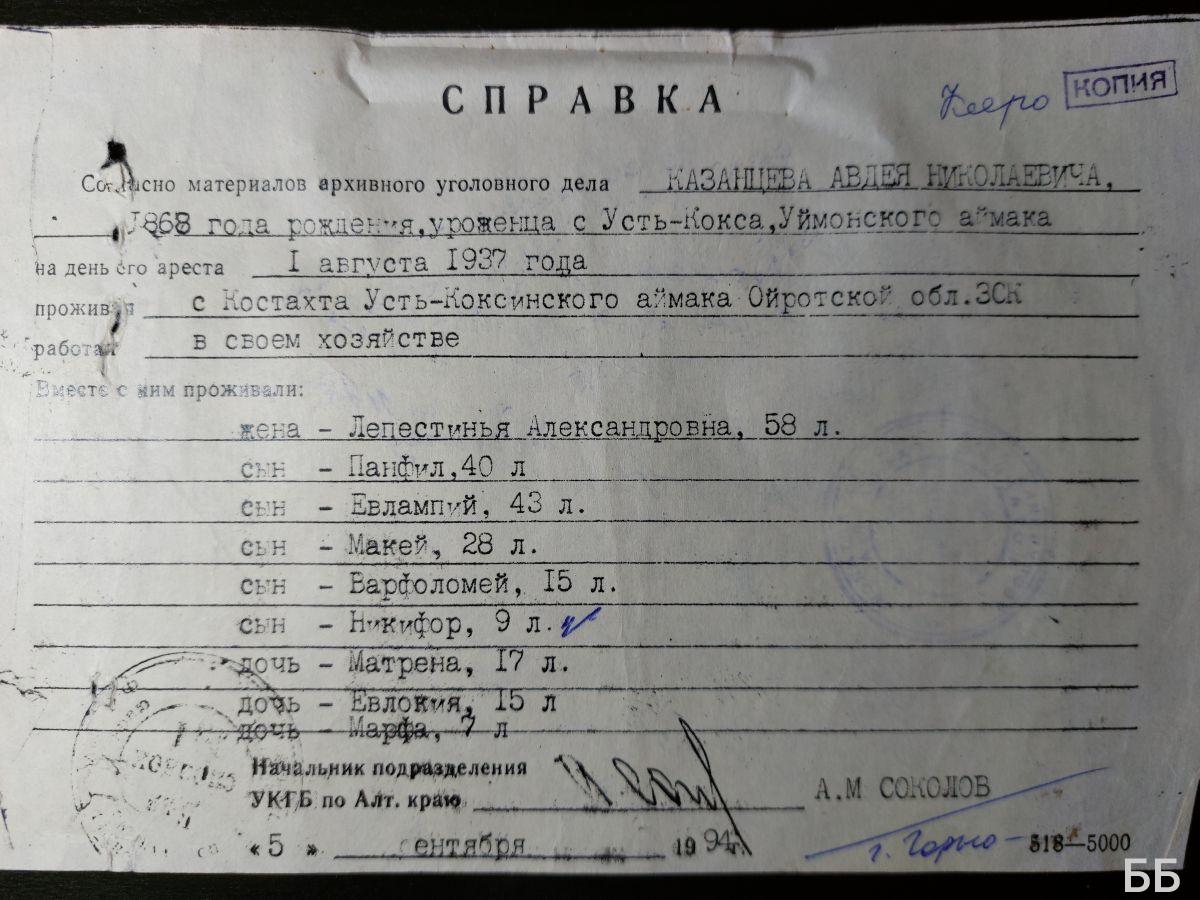 СПРАВКА
КОПИЯ
Согласно материалов архивного уголовного дела КАЗАНЦЕВА АВДЕЯ НИКОЛАЕВИЧА,
1868 года рождения,уроженца с Усть-Кокса,Уймонского аймака
на день его ареста I августа 1937 года
проживал с Костахта Усть-Коксинского аймака Ойротской обл.ЗСК
работал в своем хозяйстве
Вместе с ним проживали:
жена - Лепестинья Александровна, 58 л.
сын - Панфил,40 л
сын - Евлампий, 43 л.
сын - Макей, 28 л.
сын - Варфоломей, 15 л.
сын - Никифор, 9 л.
дочь - Матрена, 17 л.
дочь - Евлокия, 15 л
дочь - Марфа, 7 л
Начальник подразделения
УКГБ по Алт. краю А.М СОКОЛОВ
«5» сентября 1994г.
г. Горно-
518—5000
ББ